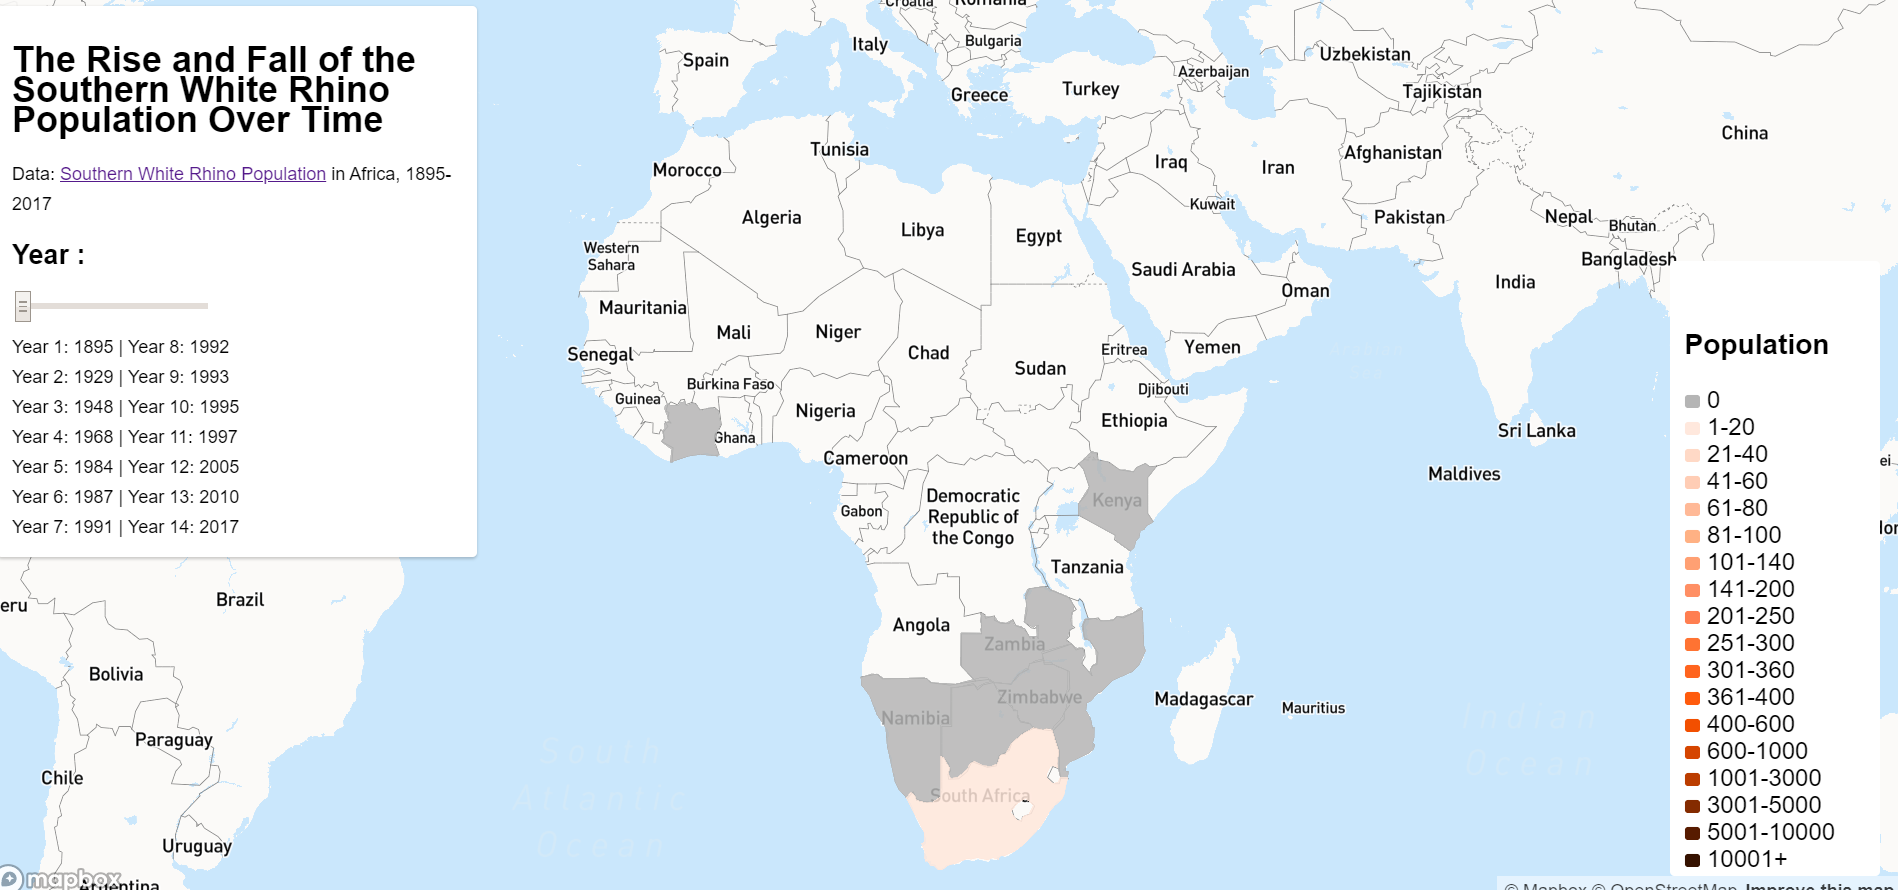 The Rise and Fall of the
Southern White Rhino
Population Over Time
Data: Southern White Rhino Population in Africa, 1895-
2017
Year :
Year 1: 1895 | Year 8: 1992
Year 2: 1929 | Year 9: 1993
Year 3: 1948 | Year 10: 1995
Year 4: 1968 | Year 11: 1997
Year 5: 1984 | Year 12: 2005
Year 6: 1987 | Year 13: 2010
Year 7: 1991 | Year 14: 2017
Croatia
Romania
Italy
Bulgaria
Spain
Uzbekistan
Azerbaijan
Greece
Turkey
Tajikistan
China
Tunisia
Morocco
Iraq
Iran
Afghanistan
Algeria
Libya
Egypt
Kuwait
Pakistan
Nepal
Bhutan
Western
Sahara
Saudi Arabia
Bangladesh
Oman
India
Mauritania
Mali
Niger
Chad
Sudan
Eritrea
Yemen
Senegal
Burkina Faso
Djibouti
Guinea
Nigeria
Ethiopia
Ghana
Sri Lanka
Cameroon
Maldives
Democratic
Republic of
the Congo
Gabon
Kenya
Tanzania
Angola
Zambia
Zimbabwe
Namibia
Madagascar
Mauritius
South Africa
South
Atlantic
Ocean
Indian
Ocean
eru
Brazil
Bolivia
Paraguay
Chile
Uruguay
Argentina
mapbox
Population
0
1-20
21-40
41-60
61-80
81-100
101-140
141-200
201-250
251-300
301-360
361-400
400-600
600-1000
1001-3000
3001-5000
5001-10000
10001+
ei
© Mapbox © OpenStreetMap Improve this map